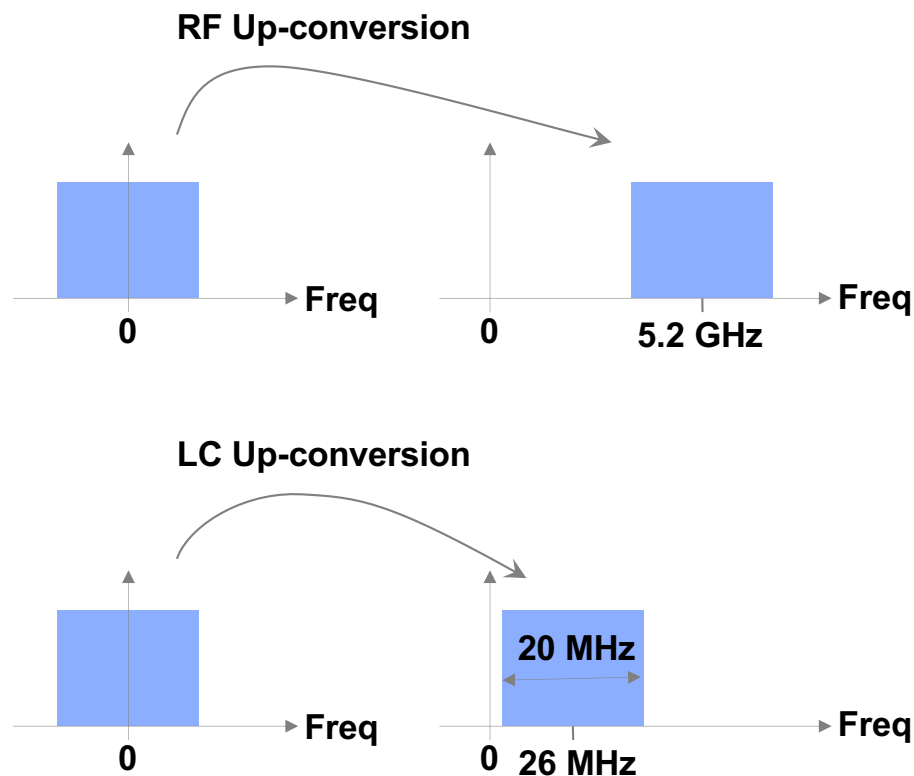 RF Up-conversion
Freq
0
Freq
0
5.2 GHz
LC Up-conversion
20 MHz
Freq
0
Freq
0
26 MHz